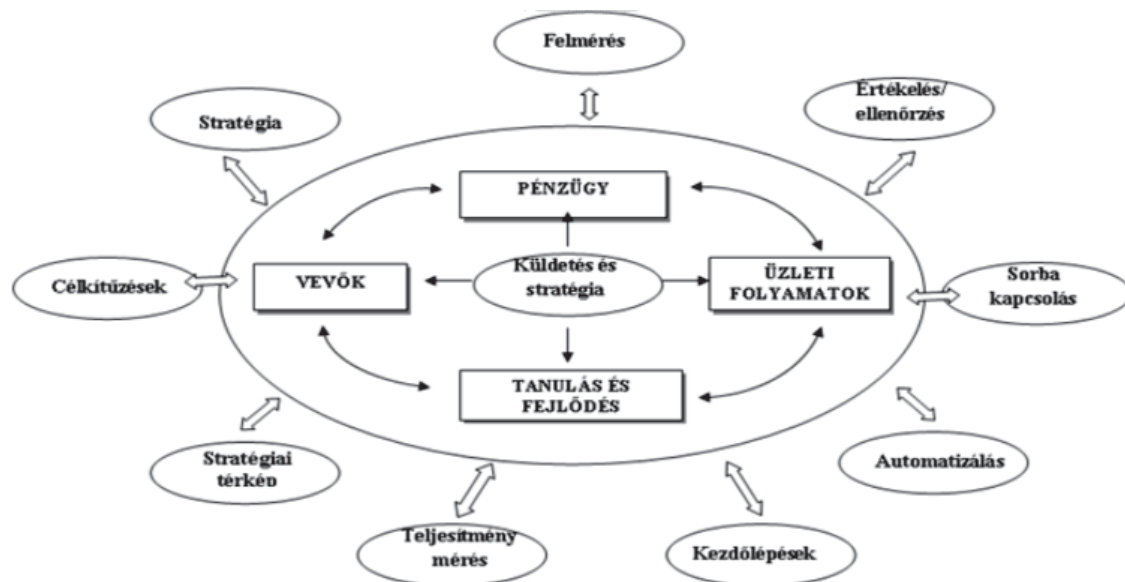 Felmérés
Értékelés/
ellenőrzés
Stratégia
PÉNZÜGY
VEVŐK
Küldetés és
stratégia
ÜZLETI
FOLYAMATOK
Célkítűzések
Sorba
kapcsolás
TANULÁS ÉS
FEJLŐDÉS
Stratégiai
térkép
Automatizálás
Teljesítmény
mérés
Kezdőlépések